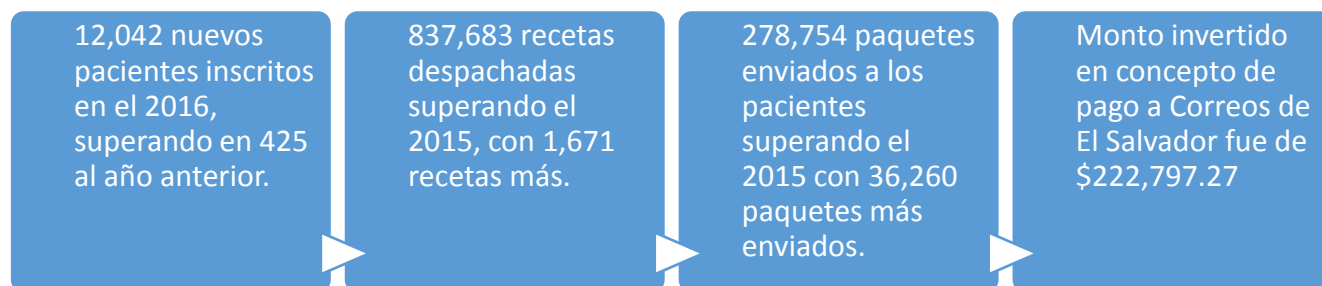 12,042 nuevos
pacientes inscritos
en el 2016,
superando en 425
al año anterior.
837,683 recetas
despachadas
superando el
2015, con 1,671
recetas más.
278,754 paquetes
enviados a los
pacientes
superando el
2015 con 36,260
paquetes más
enviados.
Monto invertido
en concepto de
pago a Correos de
El Salvador fue de
$222,797.27